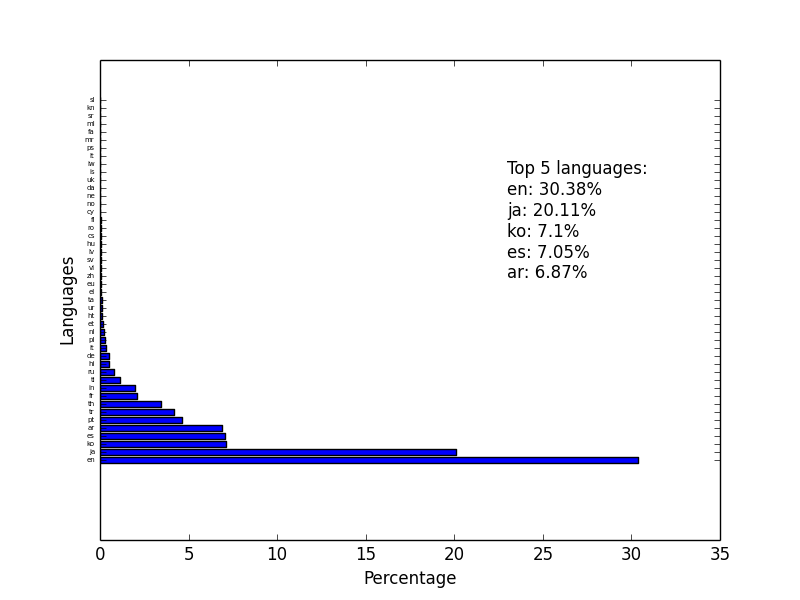 sl
kn
sr
ml
fa
mr
ps
lt
iw
is
uk
da
ne
no
cy
fi
ro
cs
hu
lv
sv
vi
zh
eu
el
ta
ur
ht
et
nl
pl
it
de
hi
ru
tl
in
fr
th
tr
pt
ar
es
ko
ja
en
Languages
Top 5 languages:
en: 30.38%
ja: 20.11%
ko: 7.1%
es: 7.05%
ar: 6.87%
0 5 10 15 20 25 30 35
Percentage